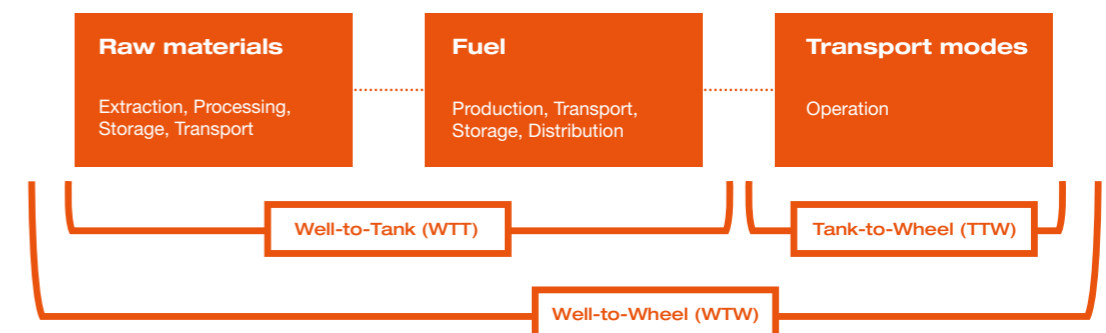 Raw materials
Extraction, Processing,
Storage, Transport
Fuel
Production, Transport,
Storage, Distribution
Transport modes
Operation
Well-to-Tank (WTT)
Tank-to-Wheel (TTW)
Well-to-Wheel (WTW)